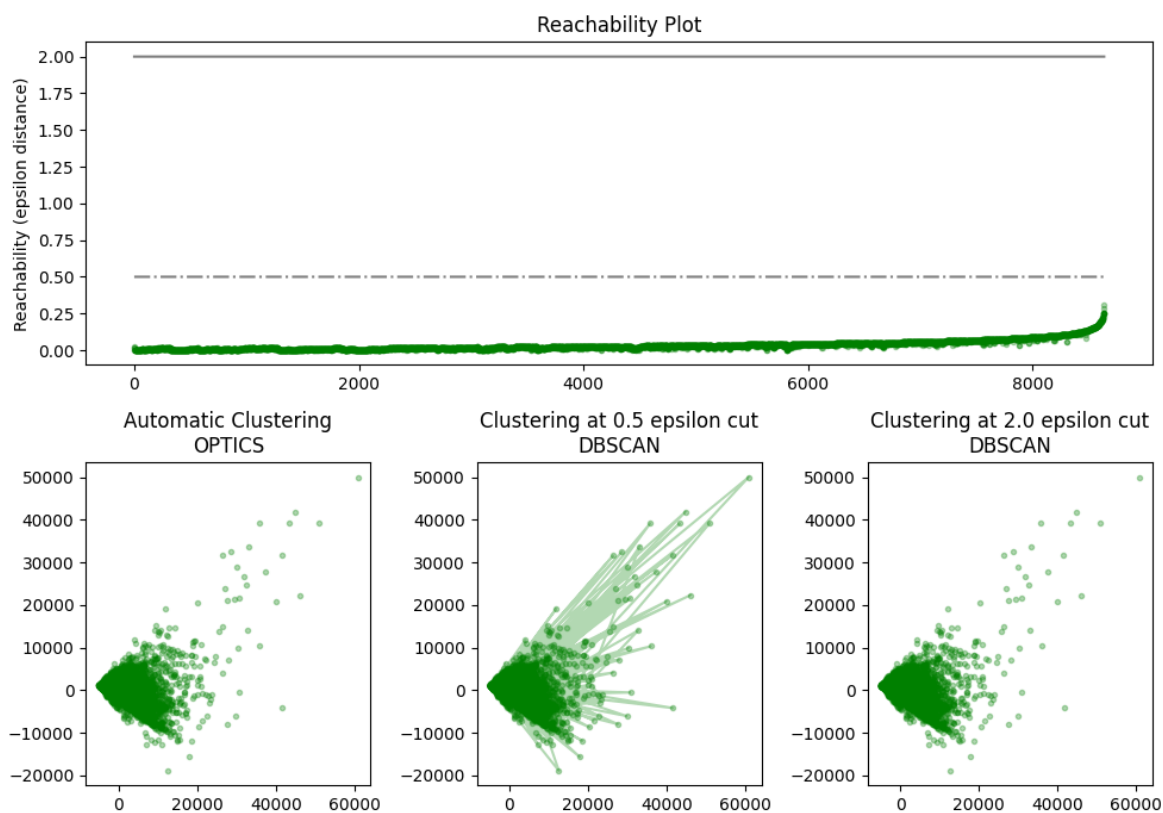 Reachability Plot
Reachability (epsilon distance)
2.00
1.75
1.50
1.25
1.00
0.75
0.50
0.25
0.00
0 2000 4000 6000 8000
Automatic Clustering
OPTICS
50000
40000
30000
20000
10000
0
−10000
−20000
0 20000 40000 60000
Clustering at 0.5 epsilon cut
DBSCAN
50000
40000
30000
20000
10000
0
−10000
−20000
0 20000 40000 60000
Clustering at 2.0 epsilon cut
DBSCAN
50000
40000
30000
20000
10000
0
−10000
−20000
0 20000 40000 60000